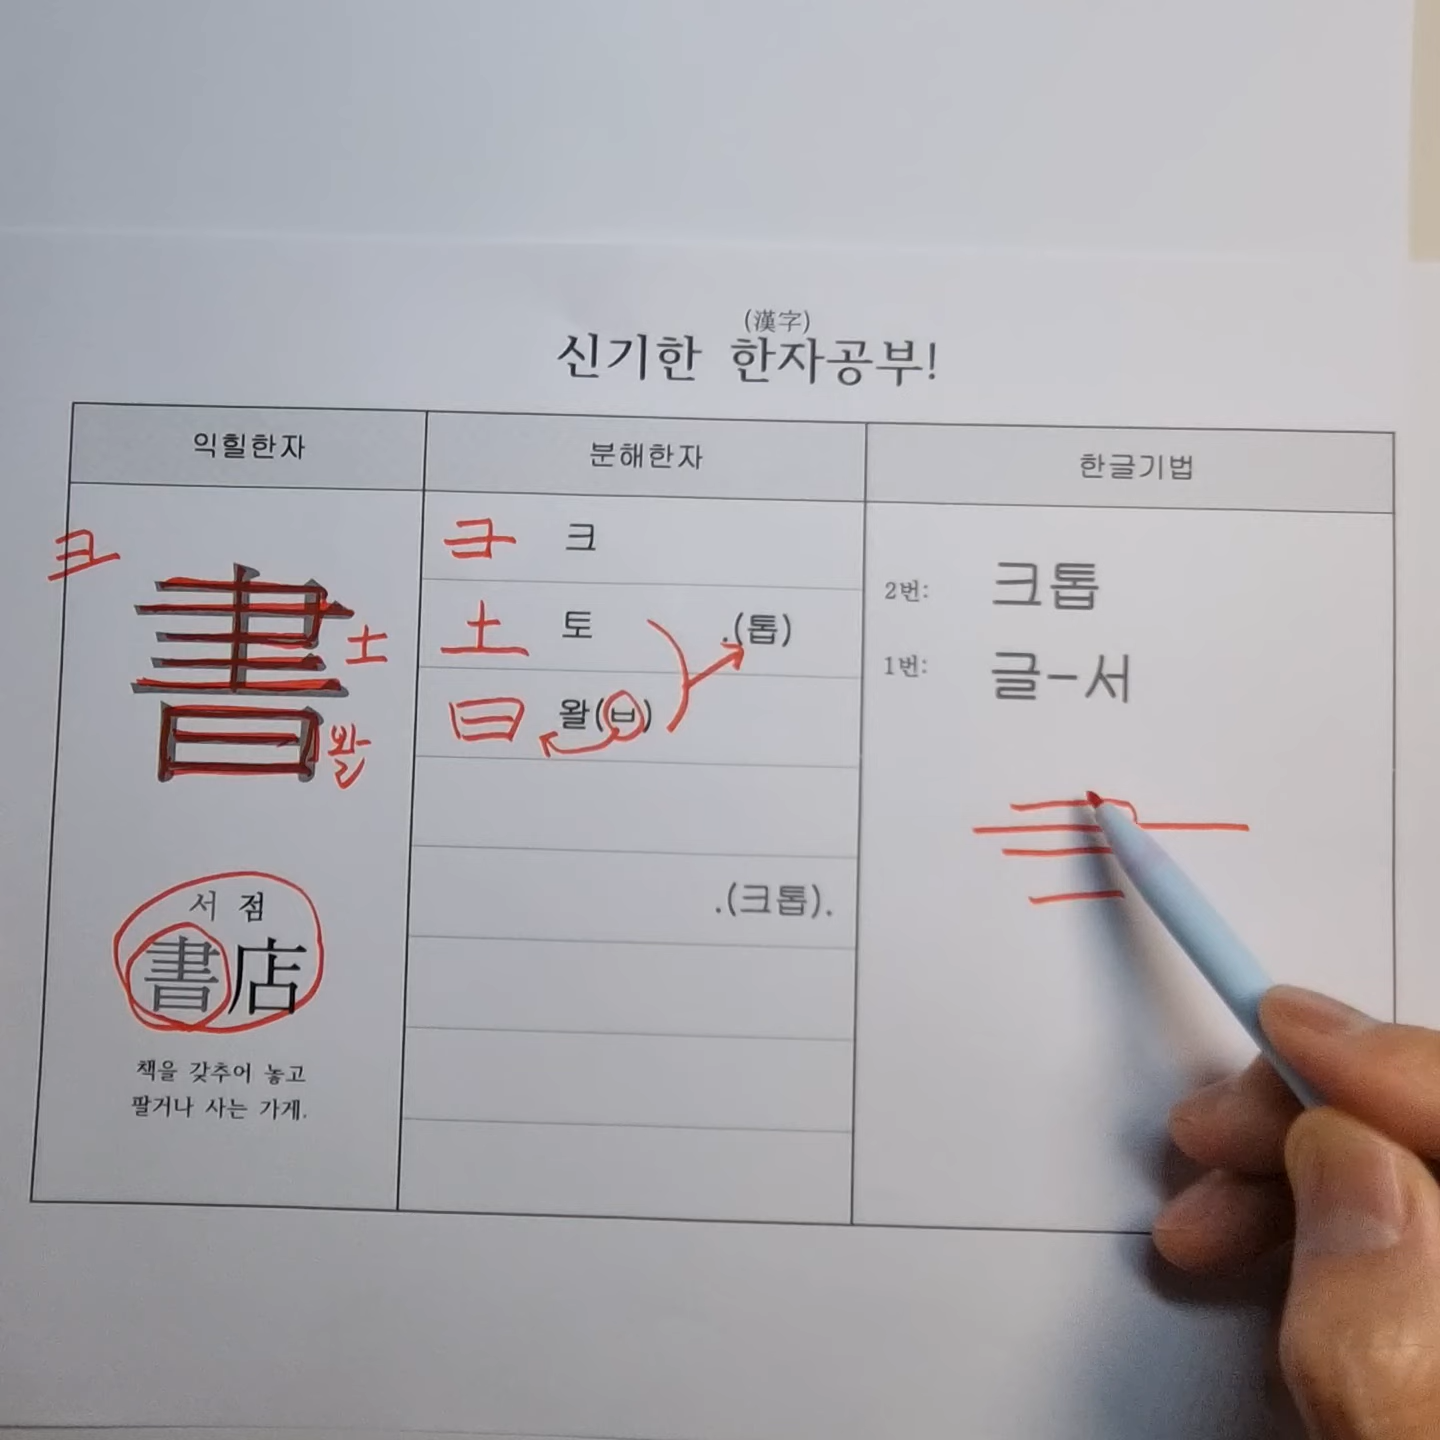 (漢字)
신기한 한자공부!
익힐한자
분해한자
한글기법
크
書
土
왈
서 점
書店
책을 갖추어 놓고
팔거나 사는 가게.
크 크
土 토 .(톱)
曰 왈(ㅂ)
.(크톱).
2번: 크톱
1번: 글-서